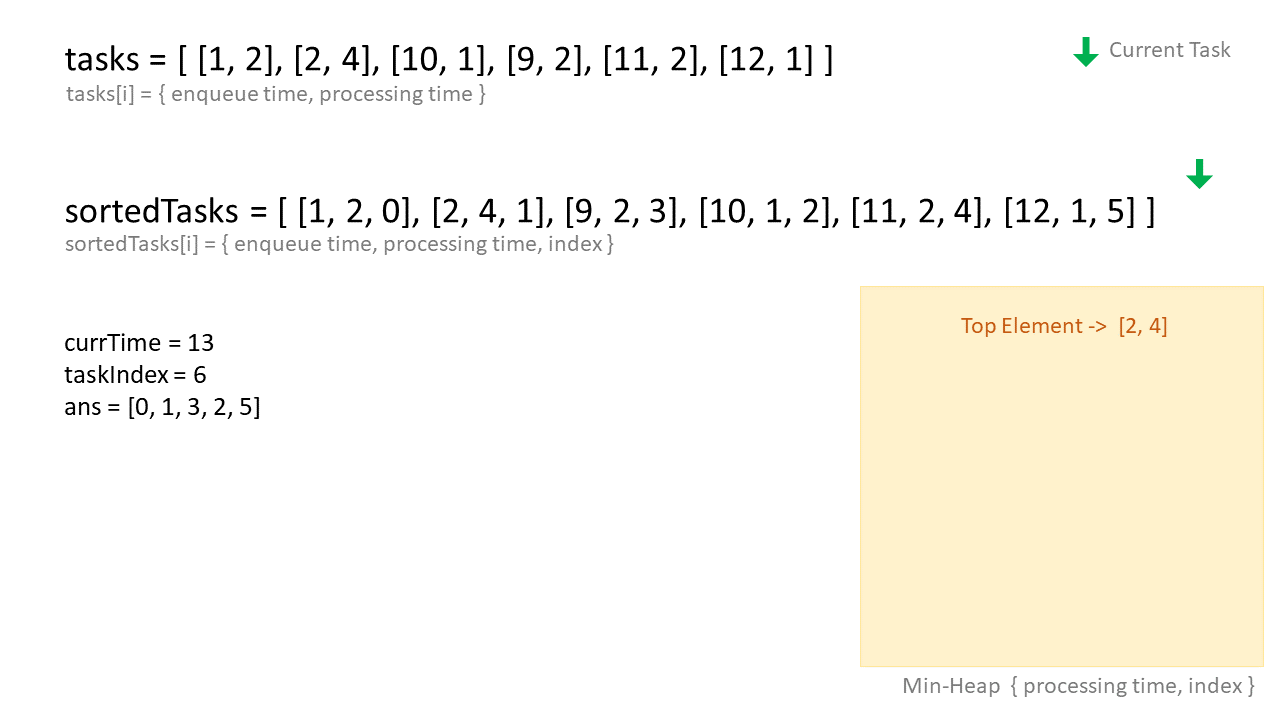 tasks = [ [1, 2], [2, 4], [10, 1], [9, 2], [11, 2], [12, 1] ]
Current Task
tasks[i] = { enqueue time, processing time }
sortedTasks = [ [1, 2, 0], [2, 4, 1], [9, 2, 3], [10, 1, 2], [11, 2, 4], [12, 1, 5] ]
sortedTasks[i] = { enqueue time, processing time, index }
currTime = 13
taskIndex = 6
ans = [0, 1, 3, 2, 5]
Top Element -> [2, 4]
Min-Heap { processing time, index }